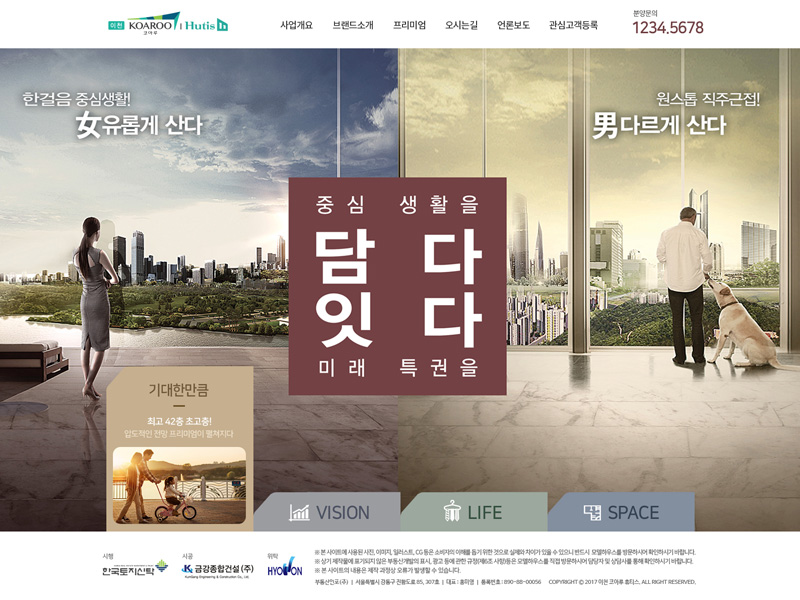 이천 KOAROO 코아루 | Hutis h
사업개요 브랜드소개 프리미엄 오시는길 언론보도 관심고객등록
분양문의
1234.5678
한걸음 중심생활!
女유롭게 산다
원스톱 직주근접!
男다르게 산다
중심 생활을
담다
잇다
미래 특권을
기대한만큼
최고 42층 초고층!
압도적인 전망 프리미엄이 펼쳐지다
VISION
LIFE
SPACE
시행
한국토지신탁
시공
금강종합건설(주)
KumGang Engineering & Construction Co., Ltd.
위탁
※ 본 사이트에 사용된 사진, 이미지, 일러스트, CG 등은 소비자의 이해를 돕기 위한 것으로 실제와 차이가 있을 수 있으니 반드시 모델하우스를 방문하셔서 확인하시기 바랍니다.
※ 상기 제작물에 표기되지 않은 부동산개발의 표시, 광고 등에 관한 규정(제6조 사항)등은 모델하우스를 직접 방문하셔서 담당자 및 상담사를 통해 확인하시기 바랍니다.
※ 본 사이트의 내용은 제작 과정상 오류가 발생할 수 있습니다.
부동산인포(주) | 서울특별시 강동구 진황도로 85, 307호 | 대표 : 홍미영 | 등록번호 : 890-88-00056 COPYRIGHT © 2017 이천 코아루 휴티스. ALL RIGHT RESERVED.